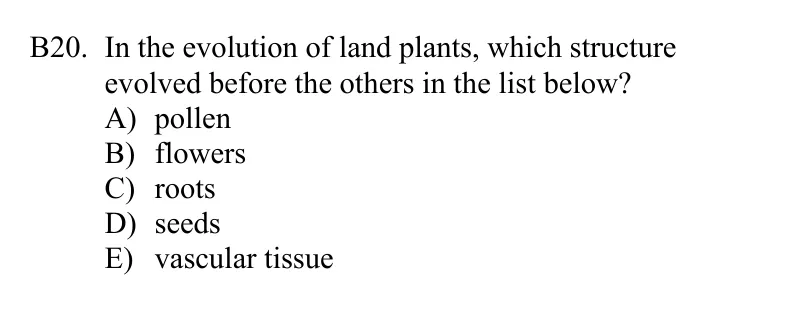 B20. In the evolution of land plants, which structure
evolved before the others in the list below?
A) pollen
B) flowers
C) roots
D) seeds
E) vascular tissue